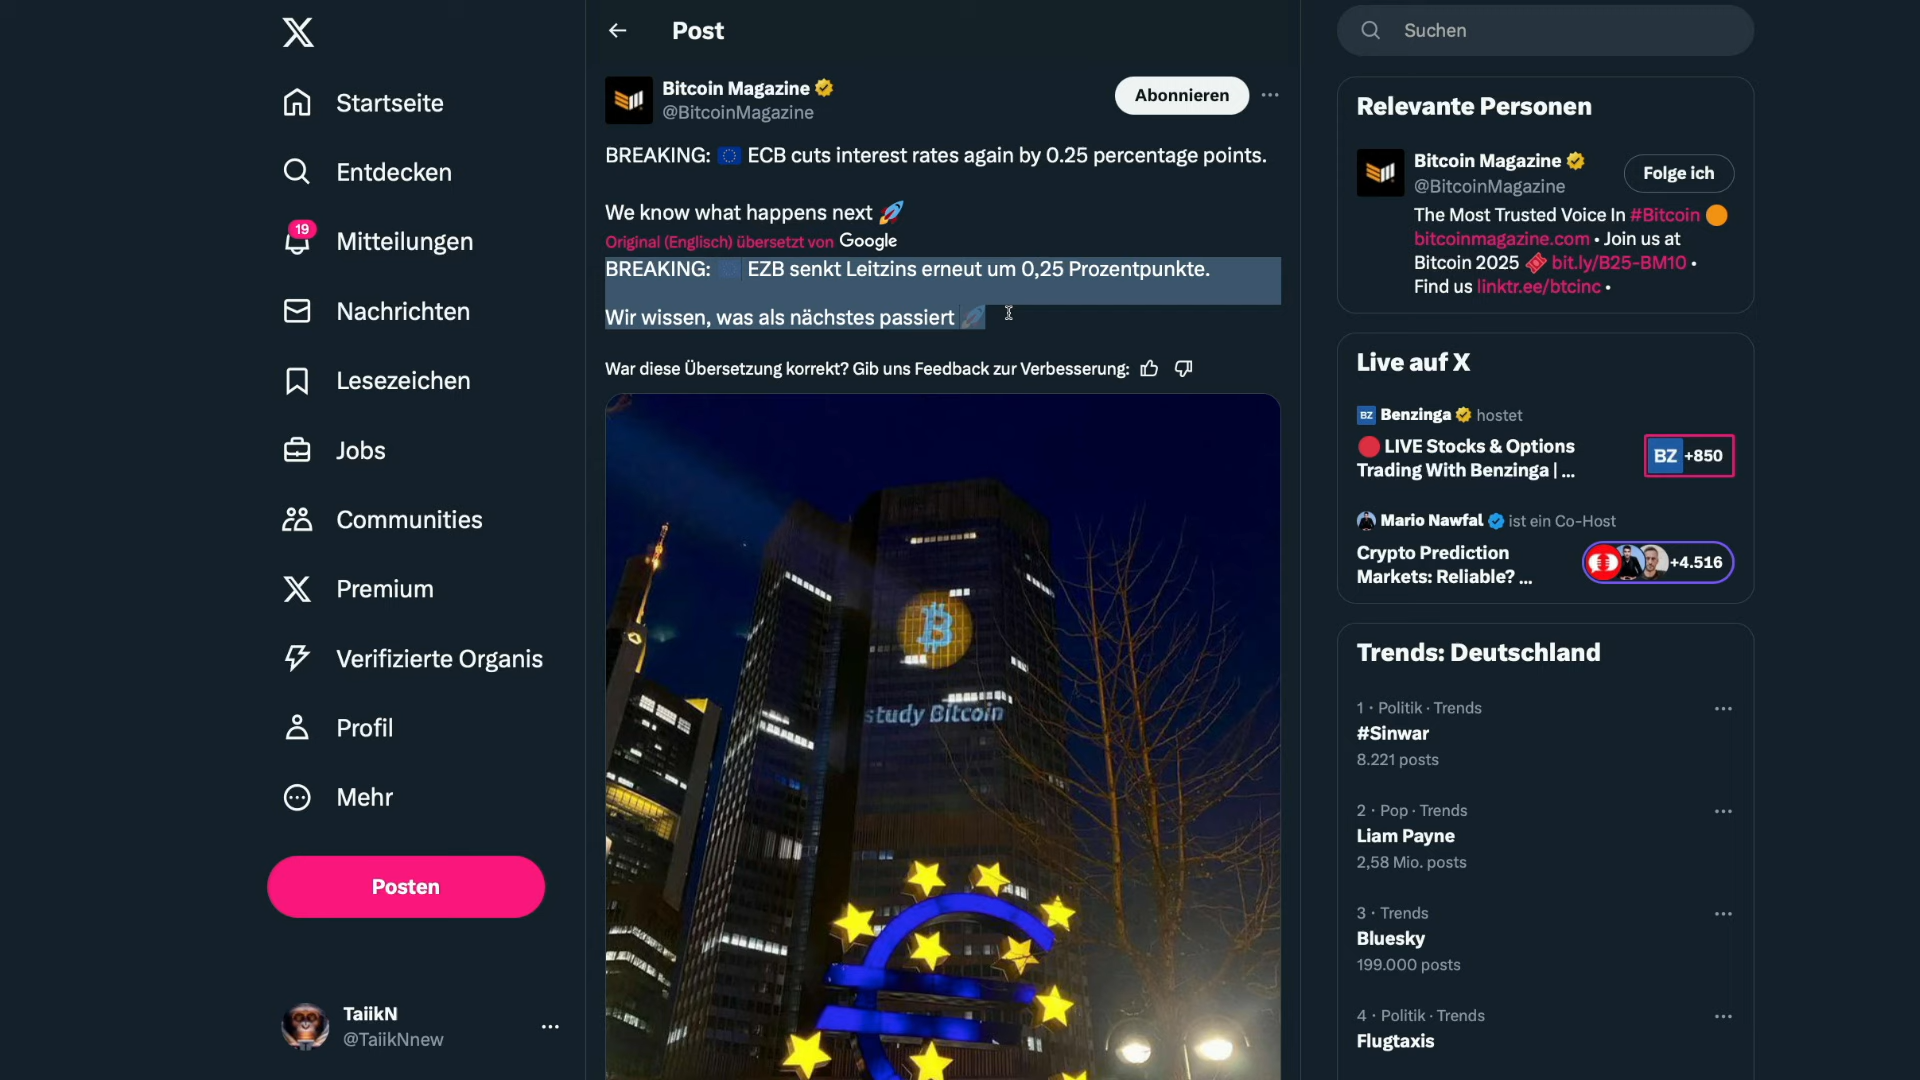 Startseite
Entdecken
19
Mitteilungen
Nachrichten
Lesezeichen
Jobs
Communities
Premium
Verifizierte Organis
Profil
Mehr
Posten
TaiikN
@TaiikNnew
Post
Bitcoin Magazine
@BitcoinMagazine
Abonnieren
BREAKING: 🇪🇺 ECB cuts interest rates again by 0.25 percentage points.
We know what happens next 🚀
Original (Englisch) übersetzt von Google
BREAKING: 🇪🇺 EZB senkt Leitzins erneut um 0,25 Prozentpunkte.
Wir wissen, was als nächstes passiert 🚀
War diese Übersetzung korrekt? Gib uns Feedback zur Verbesserung:
study Bitcoin
Suchen
Relevante Personen
Bitcoin Magazine
@BitcoinMagazine
Folge ich
The Most Trusted Voice In #Bitcoin 🟠
bitcoinmagazine.com • Join us at
Bitcoin 2025 🎟️ bit.ly/B25-BM10 •
Find us linktr.ee/btcinc •
Live auf X
BZ Benzinga hostet
🔴 LIVE Stocks & Options
Trading With Benzinga | ...
BZ +850
Mario Nawfal ist ein Co-Host
Crypto Prediction
Markets: Reliable? ...
+4.516
Trends: Deutschland
1 · Politik · Trends
#Sinwar
8.221 posts
2 · Pop · Trends
Liam Payne
2,58 Mio. posts
3 · Trends
Bluesky
199.000 posts
4 · Politik · Trends
Flugtaxis